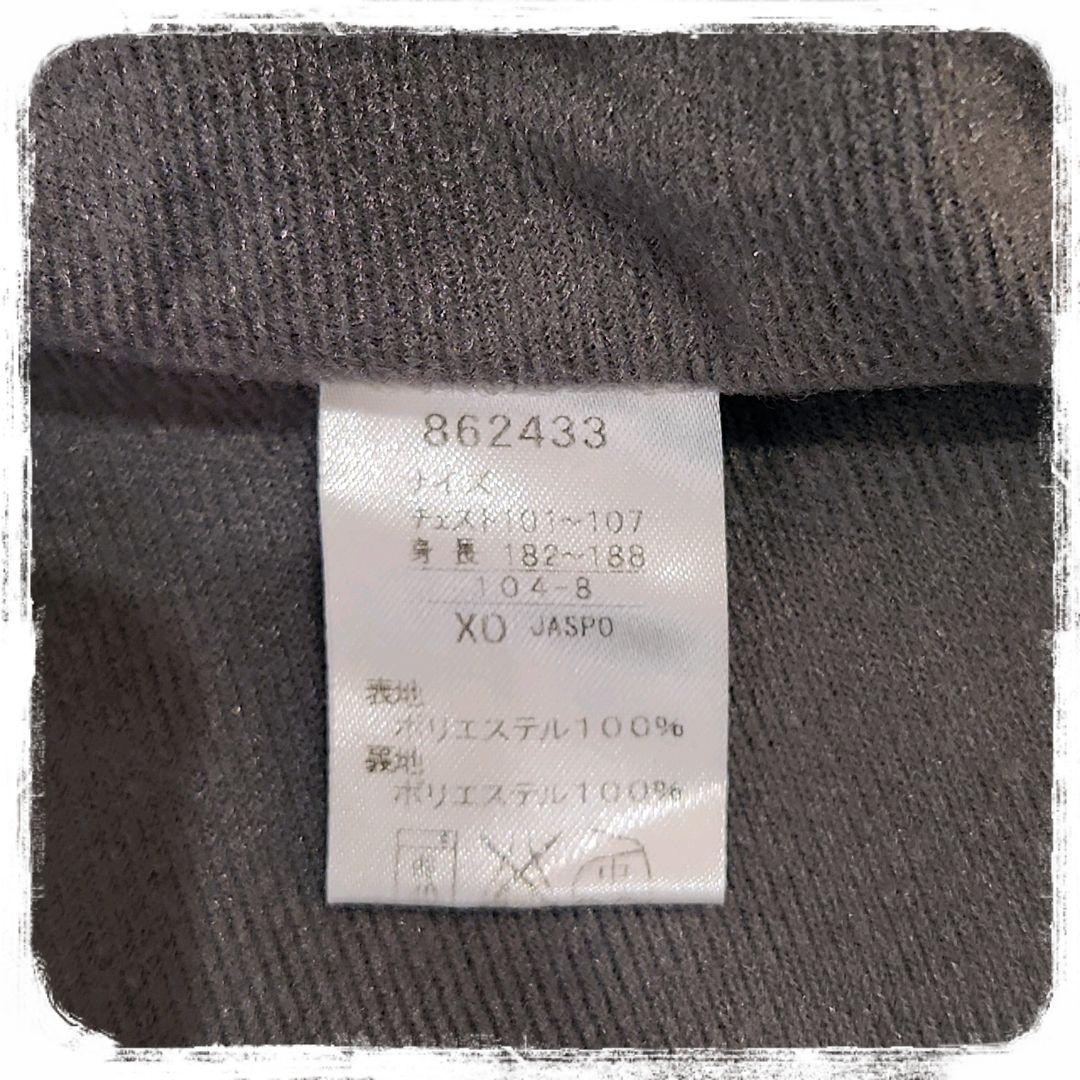 862433
サイズ
チェスト101～107
身長 182～188
104-8
XO JASPO
表地
ポリエステル100%
裏地
ポリエステル100%
中